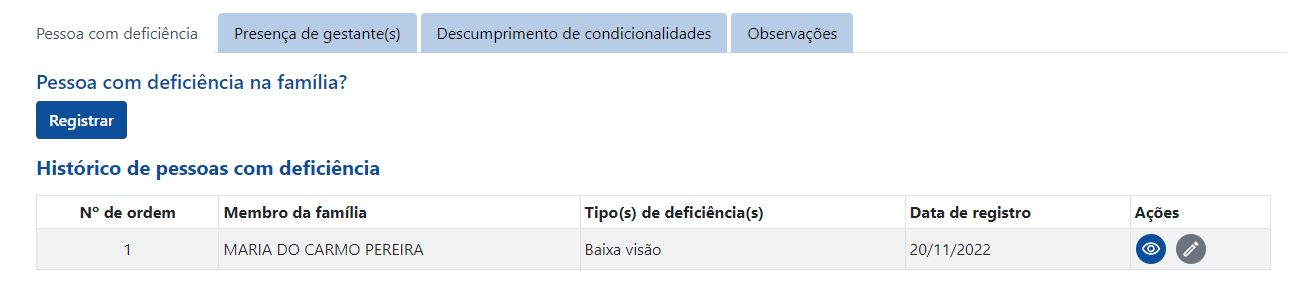 Pessoa com deficiência Presença de gestante(s) Descumprimento de condicionalidades Observações
Pessoa com deficiência na família?
Registrar
Histórico de pessoas com deficiência
Nº de ordem Membro da família Tipo(s) de deficiência(s) Data de registro Ações
1 MARIA DO CARMO PEREIRA Baixa visão 20/11/2022